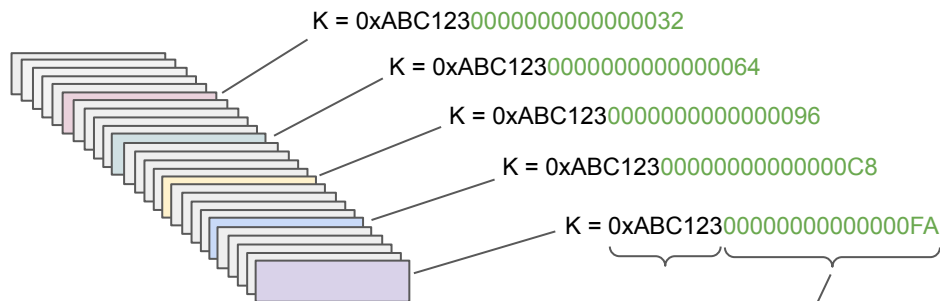 K = 0xABC1230000000000000032
K = 0xABC1230000000000000064
K = 0xABC1230000000000000096
K = 0xABC12300000000000000C8
K = 0xABC12300000000000000FA